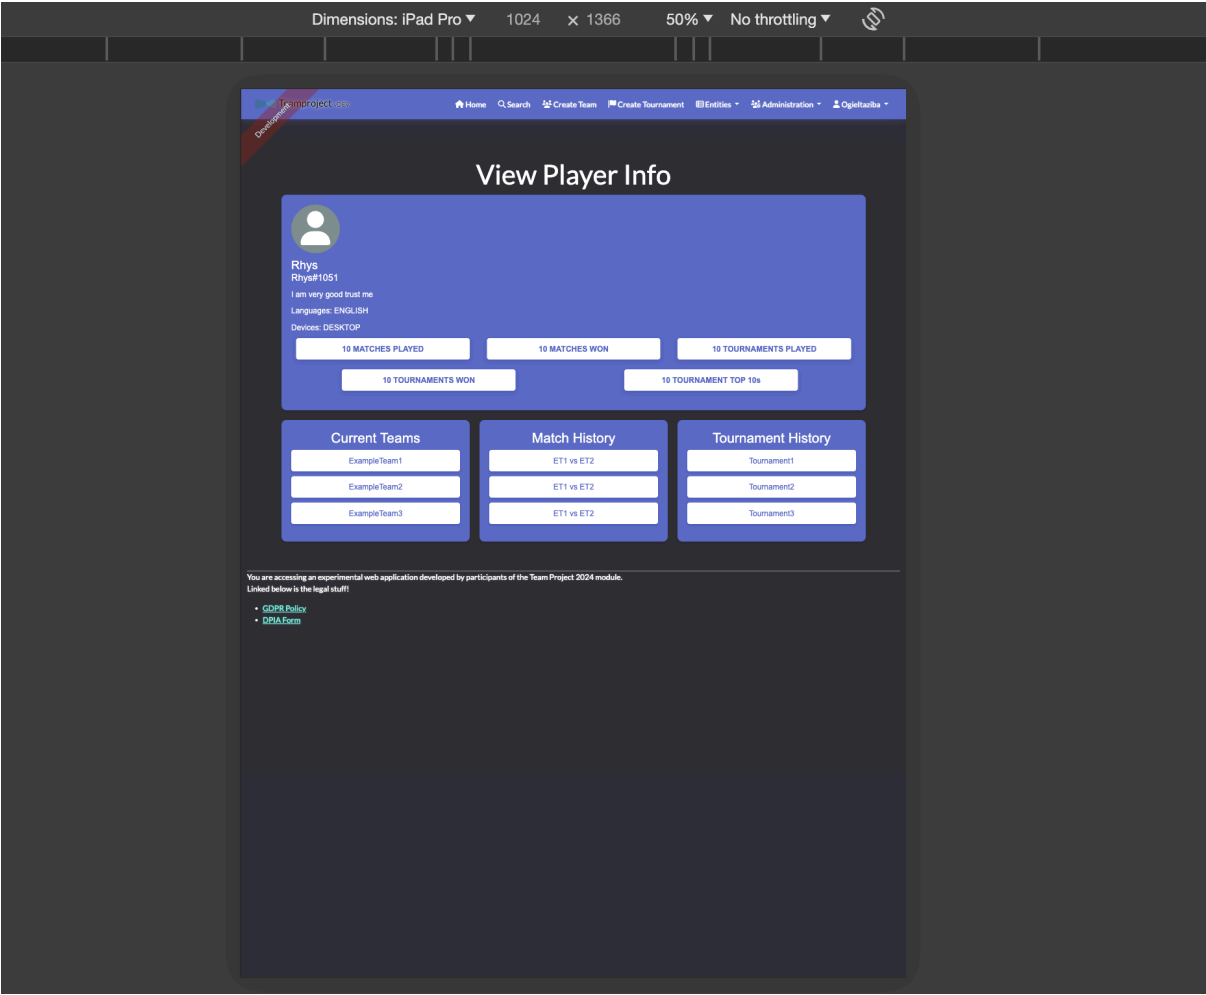 Dimensions: iPad Pro ▼ 1024 × 1366 50% ▼ No throttling ▼
Teamproject
Development
Home Search Create Team Create Tournament Entities Administration Ogieltaziba
View Player Info
Rhys
Rhys#1051
I am very good trust me
Languages: ENGLISH
Devices: DESKTOP
10 MATCHES PLAYED 10 MATCHES WON 10 TOURNAMENTS PLAYED
10 TOURNAMENTS WON 10 TOURNAMENT TOP 10s
Current Teams
ExampleTeam1
ExampleTeam2
ExampleTeam3
Match History
ET1 vs ET2
ET1 vs ET2
ET1 vs ET2
Tournament History
Tournament1
Tournament2
Tournament3
You are accessing an experimental web application developed by participants of the Team Project 2024 module.
Linked below is the legal stuff!
• GDPR Policy
• DPIA Form